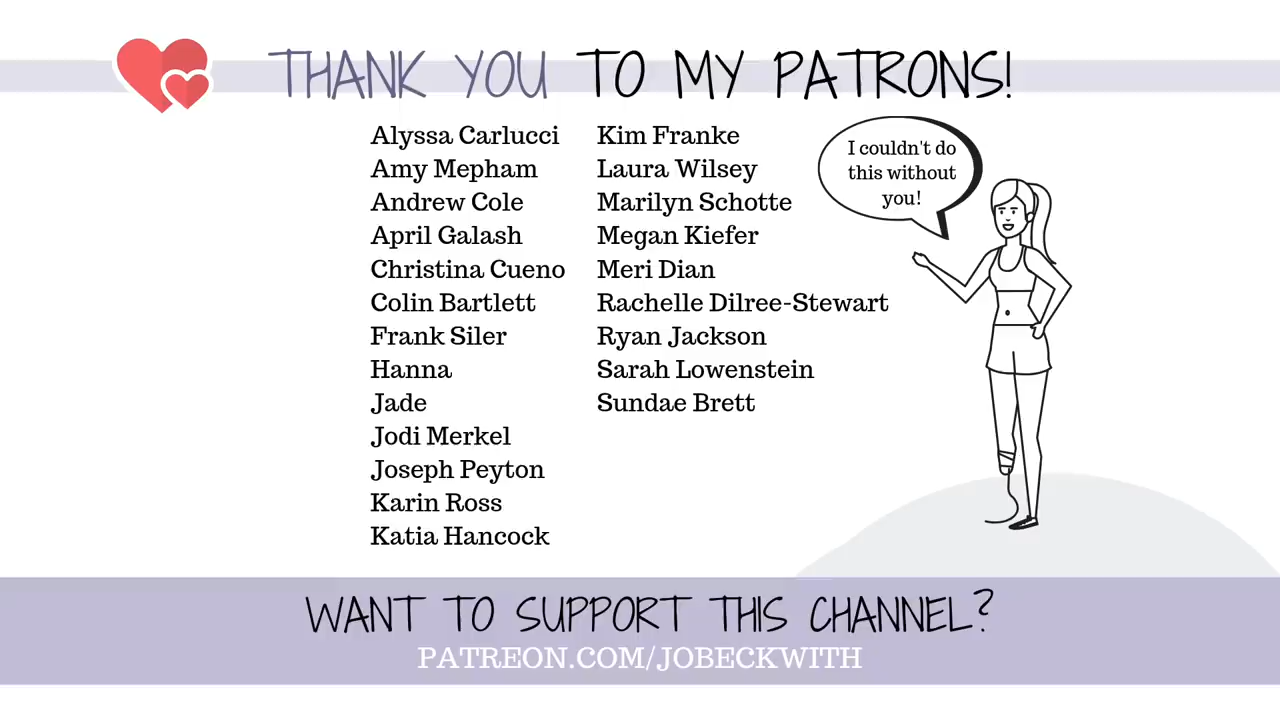 THANK YOU TO MY PATRONS!
Alyssa Carlucci
Amy Mepham
Andrew Cole
April Galash
Christina Cueno
Colin Bartlett
Frank Siler
Hanna
Jade
Jodi Merkel
Joseph Peyton
Karin Ross
Katia Hancock
Kim Franke
Laura Wilsey
Marilyn Schotte
Megan Kiefer
Meri Dian
Rachelle Dilree-Stewart
Ryan Jackson
Sarah Lowenstein
Sundae Brett
I couldn't do
this without
you!
WANT TO SUPPORT THIS CHANNEL?
PATREON.COM/JOBECKWITH